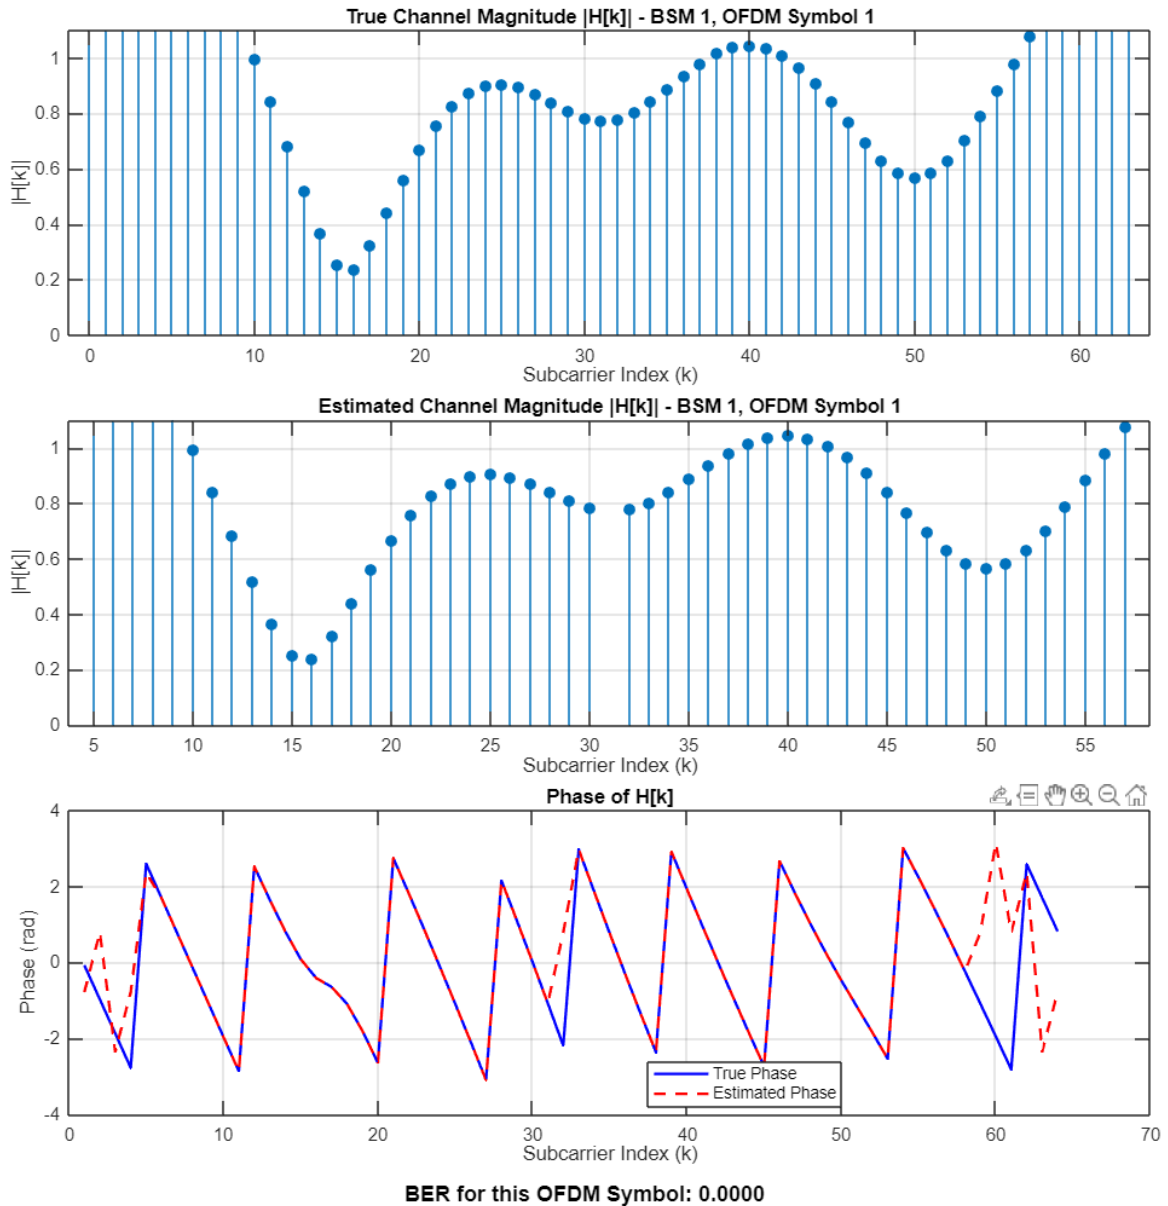 True Channel Magnitude |H[k]| - BSM 1, OFDM Symbol 1
1
0.8
0.6
0.4
0.2
0
|H[k]|
0 10 20 30 40 50 60
Subcarrier Index (k)
Estimated Channel Magnitude |H[k]| - BSM 1, OFDM Symbol 1
1
0.8
0.6
0.4
0.2
0
|H[k]|
5 10 15 20 25 30 35 40 45 50 55
Subcarrier Index (k)
Phase of H[k]
4
2
0
-2
-4
Phase (rad)
True Phase
Estimated Phase
0 10 20 30 40 50 60 70
Subcarrier Index (k)
BER for this OFDM Symbol: 0.0000